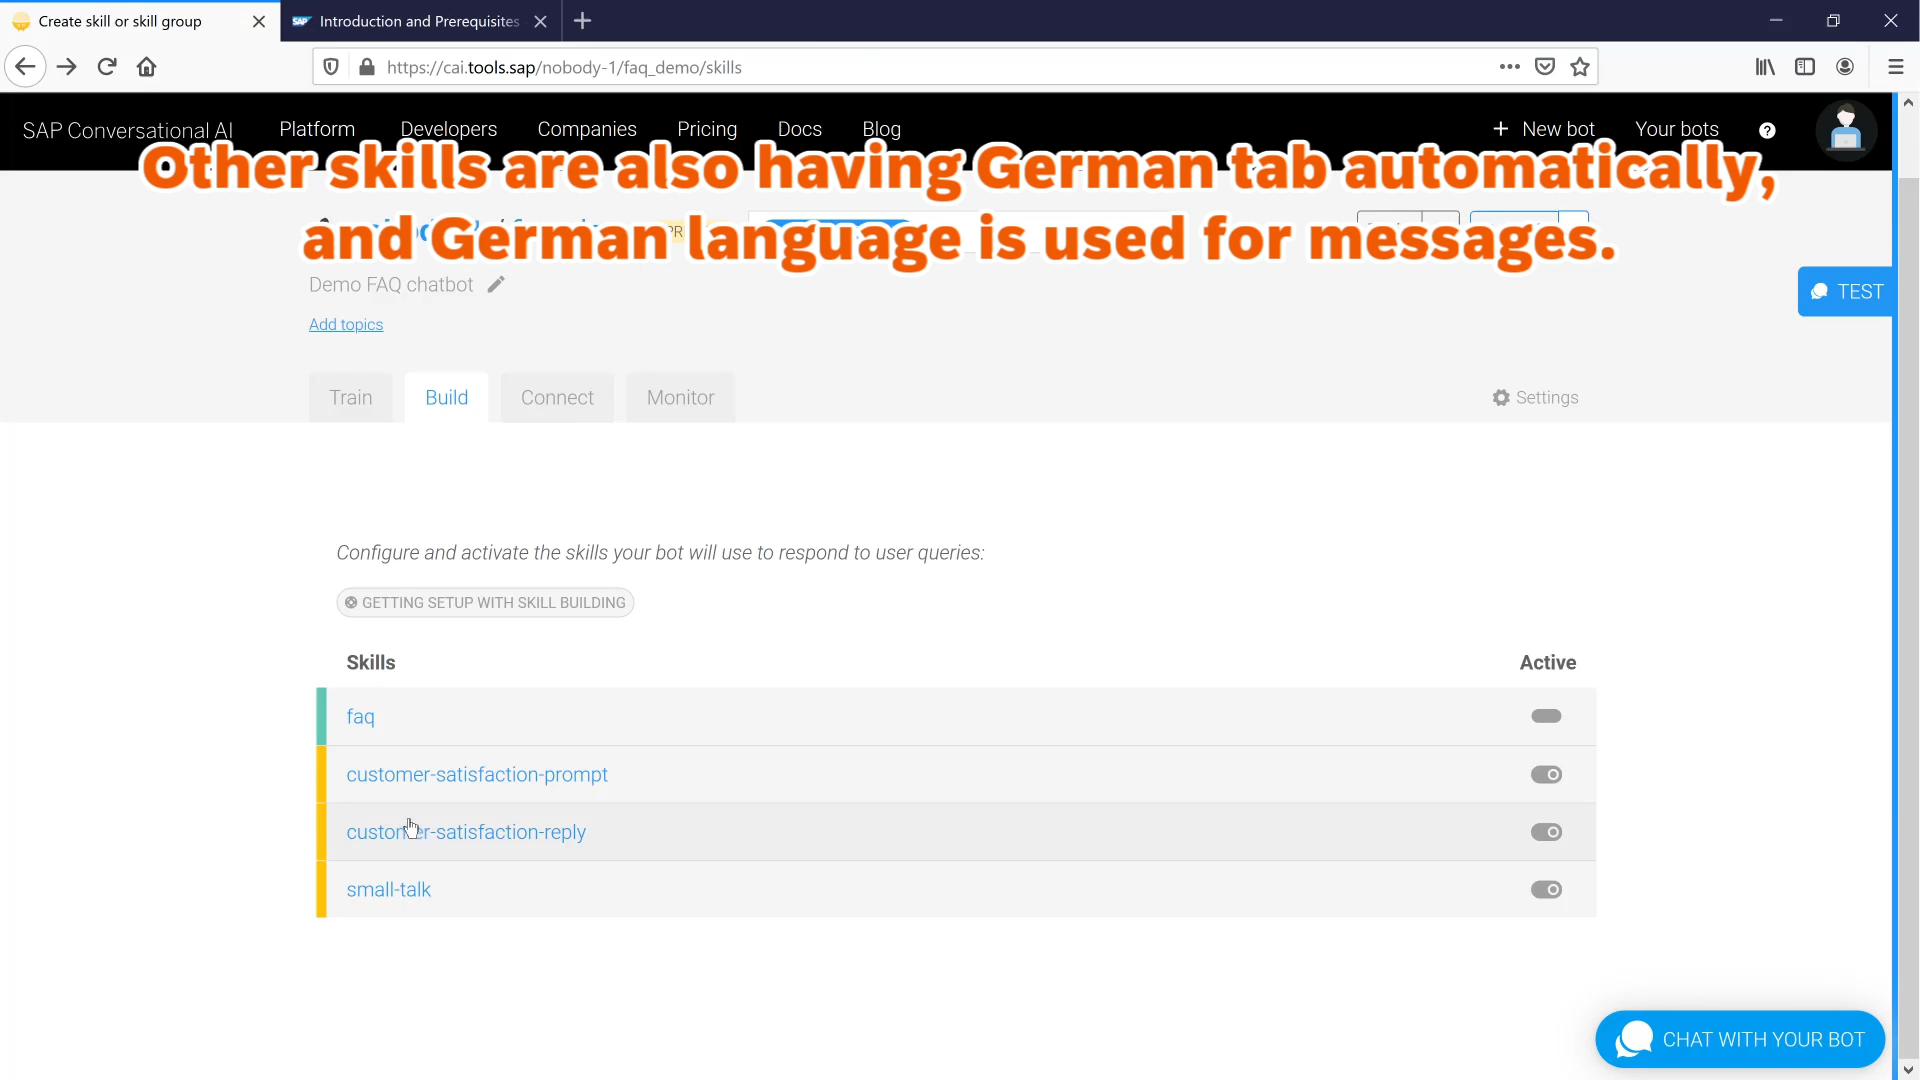 Create skill or skill group
Introduction and Prerequisites
https://cai.tools.sap/nobody-1/faq_demo/skills
SAP Conversational AI Platform Developers Companies Pricing Docs Blog
+ New bot Your bots ?
Other skills are also having German tab automatically,
and German language is used for messages.
Demo FAQ chatbot
TEST
Add topics
Train Build Connect Monitor Settings
Configure and activate the skills your bot will use to respond to user queries:
GETTING SETUP WITH SKILL BUILDING
Skills Active
faq
customer-satisfaction-prompt
customer-satisfaction-reply
small-talk
CHAT WITH YOUR BOT